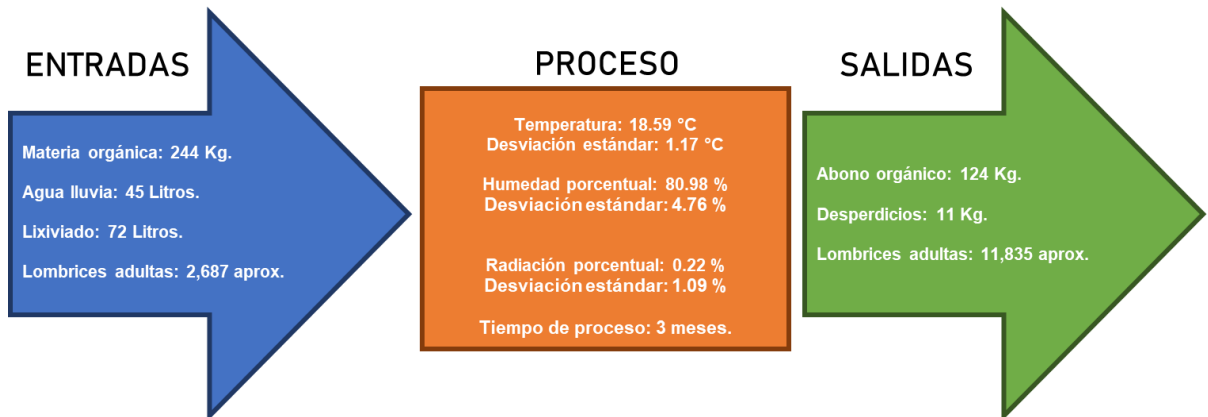 ENTRADAS
Materia orgánica: 244 Kg.
Agua lluvia: 45 Litros.
Lixiviado: 72 Litros.
Lombrices adultas: 2,687 aprox.
PROCESO
Temperatura: 18.59 °C
Desviación estándar: 1.17 °C
Humedad porcentual: 80.98 %
Desviación estándar: 4.76 %
Radiación porcentual: 0.22 %
Desviación estándar: 1.09 %
Tiempo de proceso: 3 meses.
SALIDAS
Abono orgánico: 124 Kg.
Desperdicios: 11 Kg.
Lombrices adultas: 11,835 aprox.